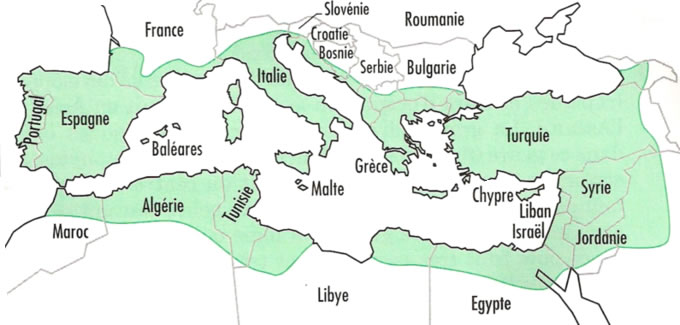 Slovénie
France
Roumanie
Croatie
Bosnie
Serbie
Bulgarie
Italie
Portugal
Espagne
Turquie
Baléares
Grèce
Malte
Chypre
Syrie
Liban
Israël
Algérie
Tunisie
Maroc
Jordanie
Libye
Egypte